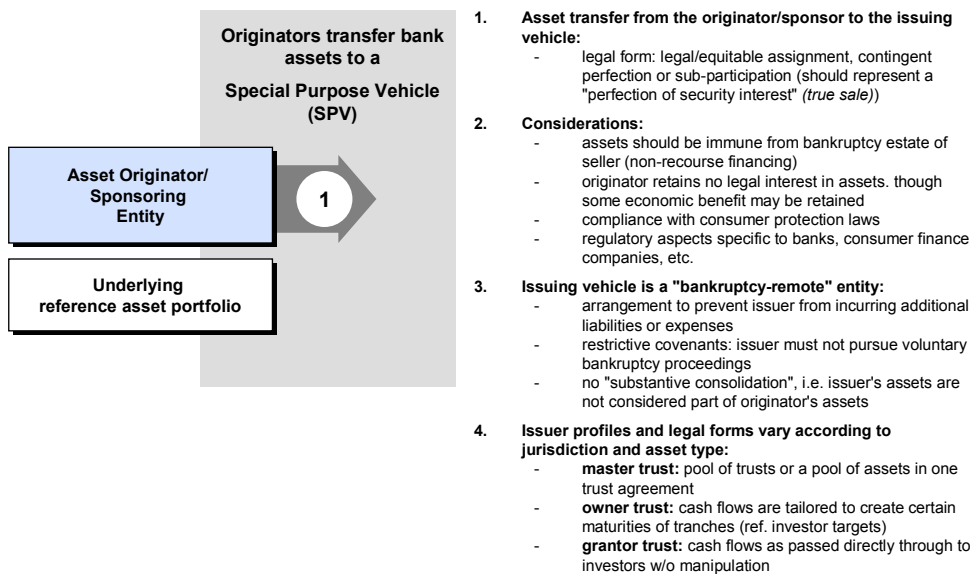 Originators transfer bank
assets to a
Special Purpose Vehicle
(SPV)
Asset Originator/
Sponsoring
Entity
1
Underlying
reference asset portfolio
1. Asset transfer from the originator/sponsor to the issuing
vehicle:
- legal form: legal/equitable assignment, contingent
perfection or sub-participation (should represent a
"perfection of security interest" (true sale))
2. Considerations:
- assets should be immune from bankruptcy estate of
seller (non-recourse financing)
- originator retains no legal interest in assets. though
some economic benefit may be retained
- compliance with consumer protection laws
- regulatory aspects specific to banks, consumer finance
companies, etc.
3. Issuing vehicle is a "bankruptcy-remote" entity:
- arrangement to prevent issuer from incurring additional
liabilities or expenses
- restrictive covenants: issuer must not pursue voluntary
bankruptcy proceedings
- no "substantive consolidation", i.e. issuer's assets are
not considered part of originator's assets
4. Issuer profiles and legal forms vary according to
jurisdiction and asset type:
- master trust: pool of trusts or a pool of assets in one
trust agreement
- owner trust: cash flows are tailored to create certain
maturities of tranches (ref. investor targets)
- grantor trust: cash flows as passed directly through to
investors w/o manipulation